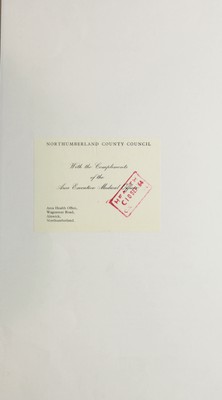 NORTHUMBERLAND COUNTY COUNCIL
With the Compliments
of the
Area Executive Medical
Area Health Office,
Wagonway Road,
Alnwick,
Northumberland.